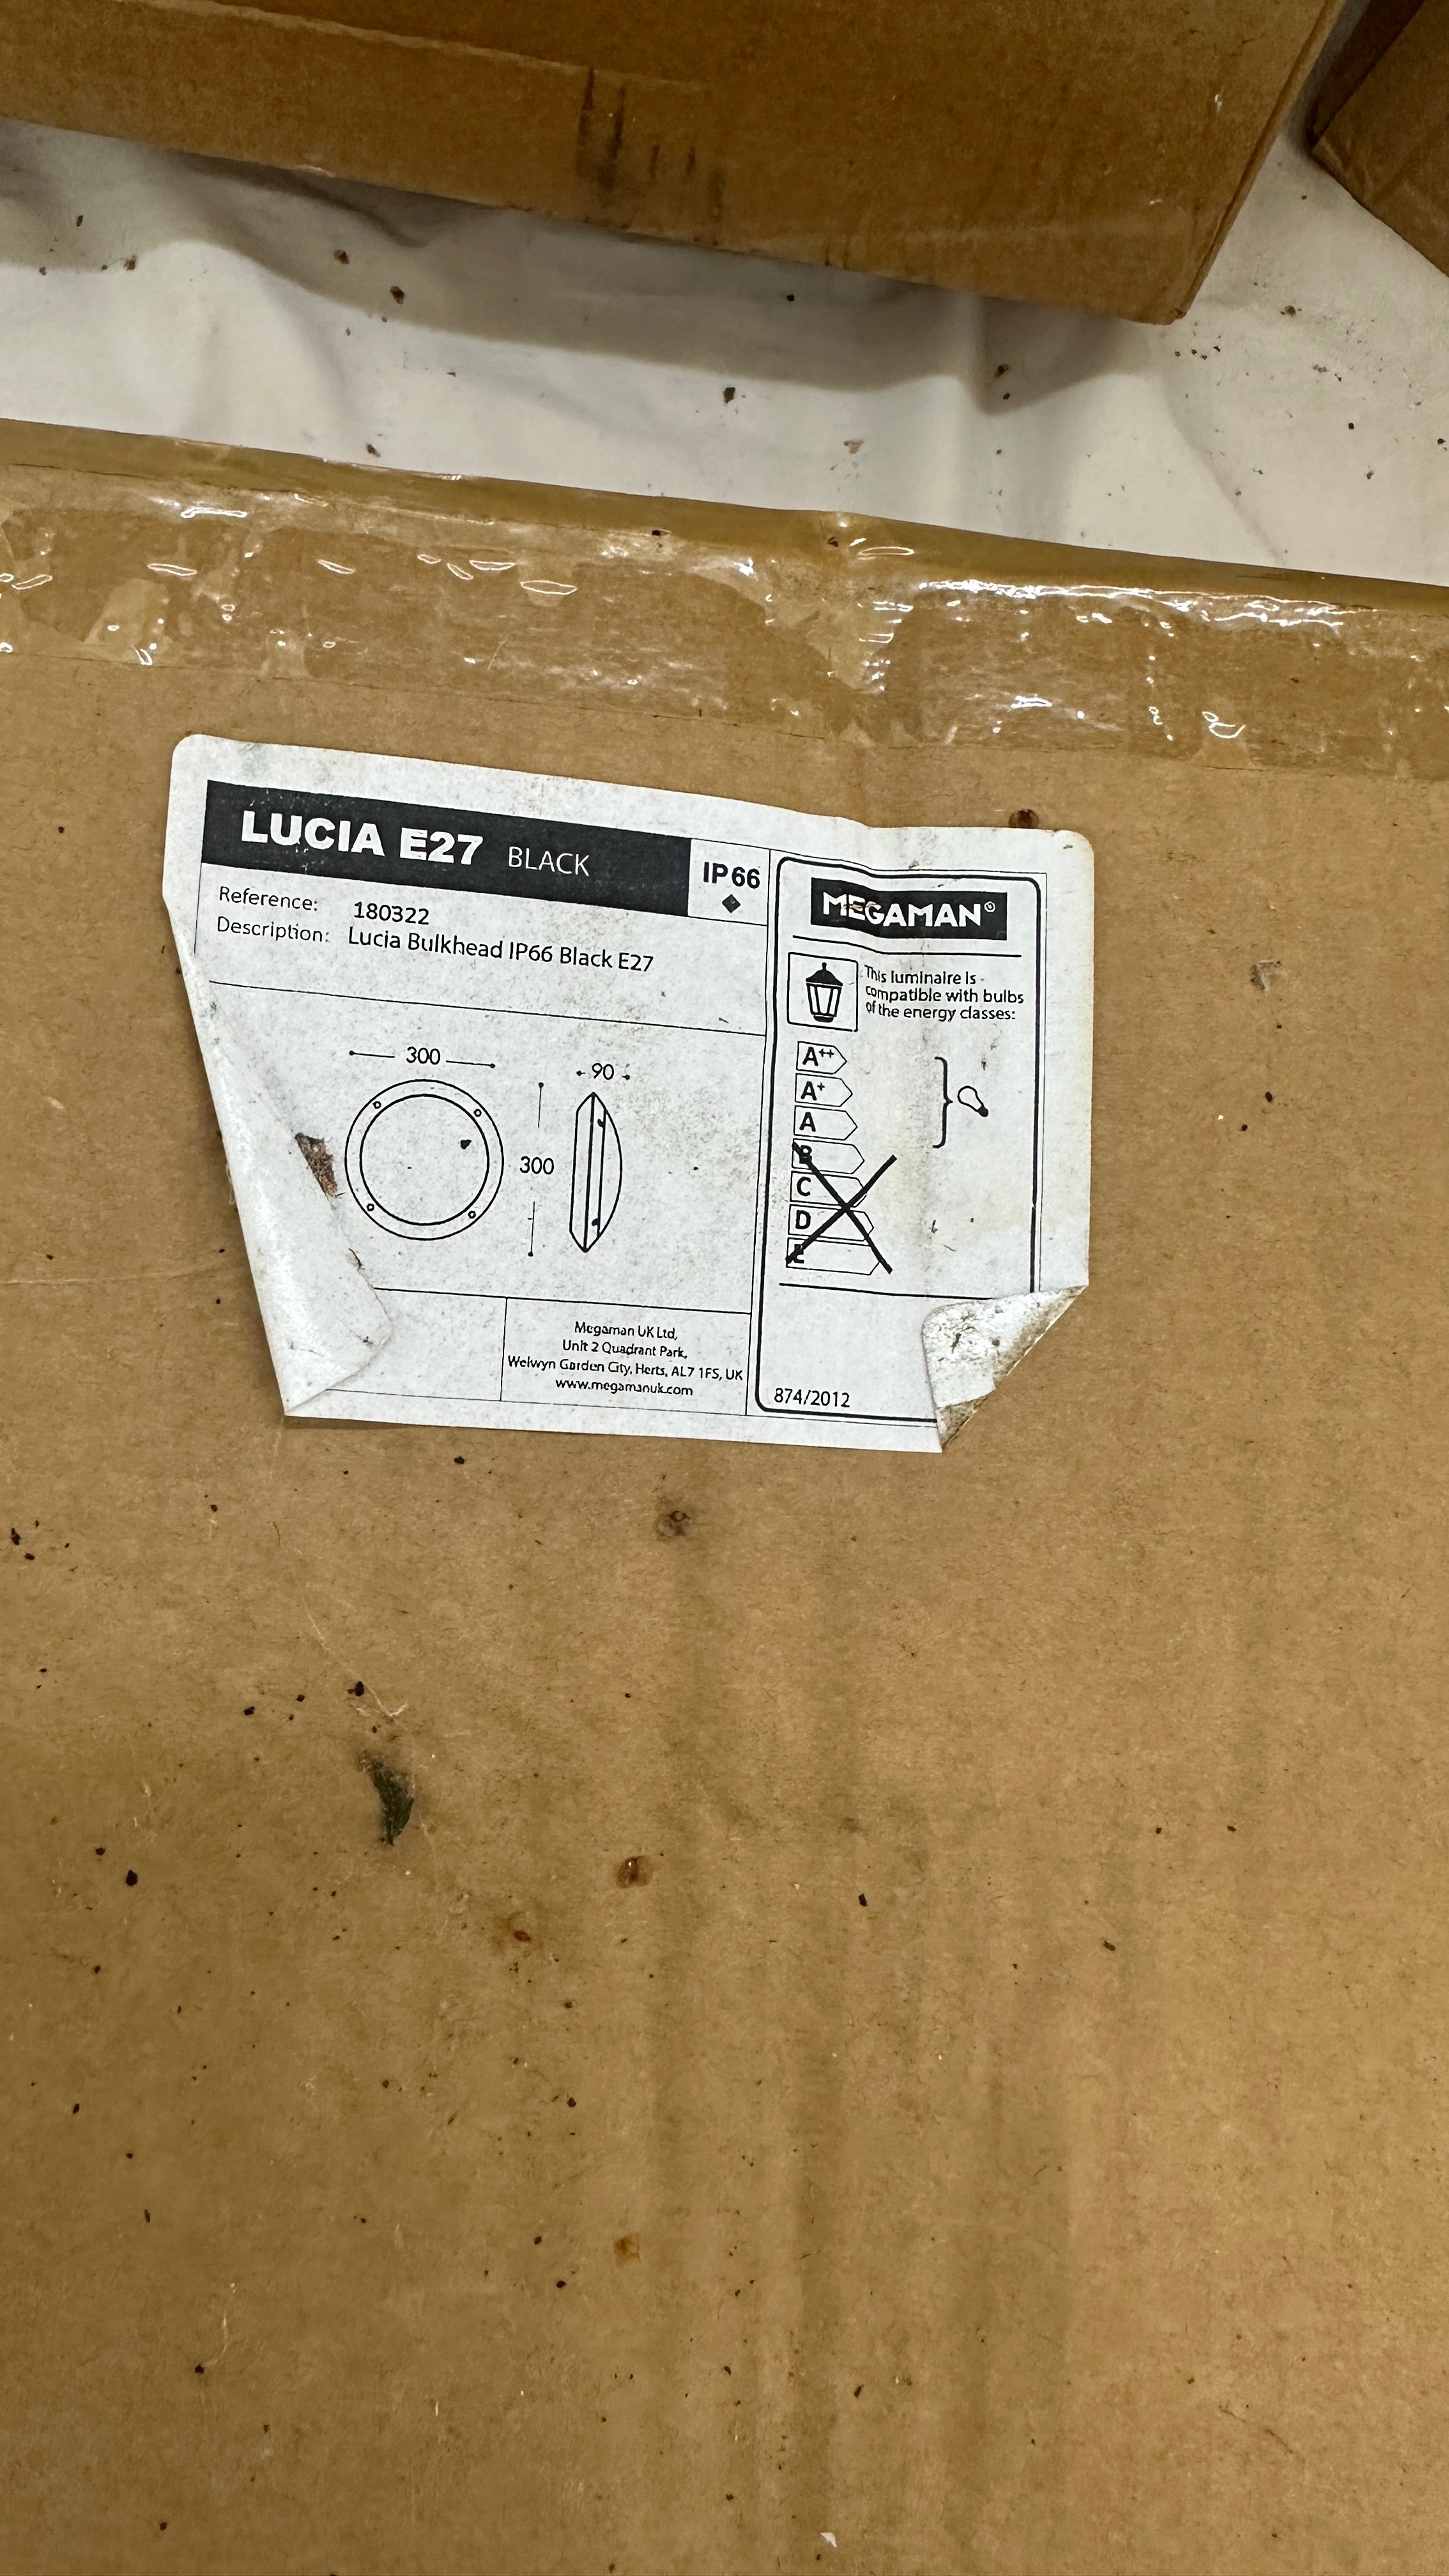 LUCIA E27 BLACK
IP66
Reference: 180322
Description: Lucia Bulkhead IP66 Black E27
300
90
300
Megaman UK Ltd,
Unit 2 Quadrant Park,
Welwyn Garden City, Herts, AL7 1FS, UK
www.megamanuk.com
MEGAMAN®
This luminaire is
compatible with bulbs
of the energy classes:
A++
A+
A
B
C
D
E
874/2012